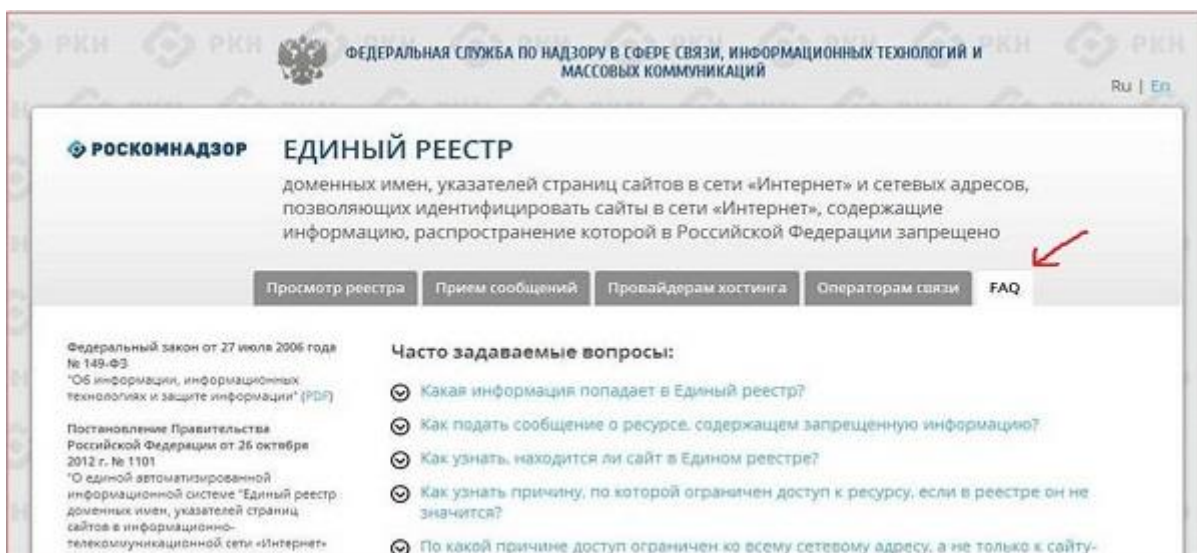 ФЕДЕРАЛЬНАЯ СЛУЖБА ПО НАДЗОРУ В СФЕРЕ СВЯЗИ, ИНФОРМАЦИОННЫХ ТЕХНОЛОГИЙ И
МАССОВЫХ КОММУНИКАЦИЙ
Ru | En
РОСКОМНАДЗОР
ЕДИНЫЙ РЕЕСТР
доменных имен, указателей страниц сайтов в сети «Интернет» и сетевых адресов,
позволяющих идентифицировать сайты в сети «Интернет», содержащие
информацию, распространение которой в Российской Федерации запрещено
Просмотр реестра Прием сообщений Провайдерам хостинга Операторам связи FAQ
Федеральный закон от 27 июля 2006 года
№ 149-ФЗ
"Об информации, информационных
технологиях и защите информации" (PDF)
Постановление Правительства
Российской Федерации от 26 октября
2012 г. № 1101
"О единой автоматизированной
информационной системе "Единый реестр
доменных имен, указателей страниц
сайтов в информационно-
телекоммуникационной сети «Интернет»
Часто задаваемые вопросы:
Какая информация попадает в Единый реестр?
Как подать сообщение о ресурсе, содержащем запрещенную информацию?
Как узнать, находится ли сайт в Едином реестре?
Как узнать причину, по которой ограничен доступ к ресурсу, если в реестре он не
значится?
По какой причине доступ ограничен ко всему сетевому адресу, а не только к сайту-